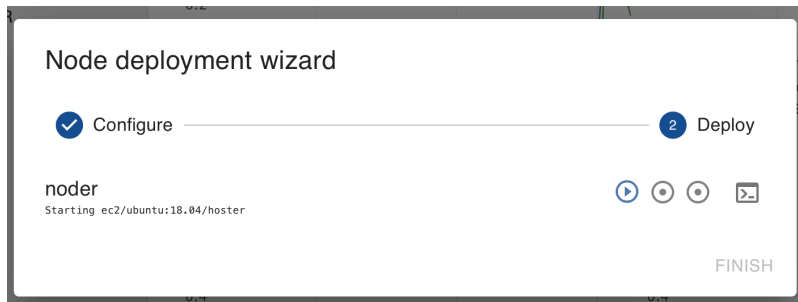 R
Node deployment wizard
Configure
2 Deploy
noder
Starting ec2/ubuntu:18.04/hoster
FINISH